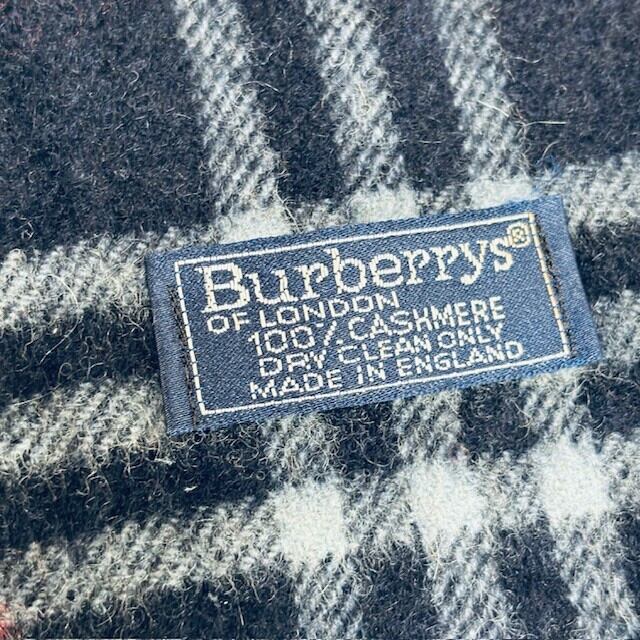 Burberrys®
OF LONDON
100% CASHMERE
DRY CLEAN ONLY
MADE IN ENGLAND